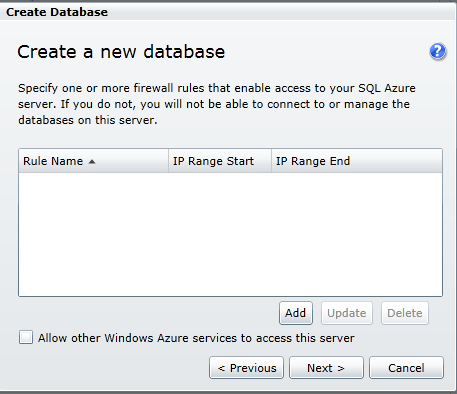 Create Database
Create a new database
?
Specify one or more firewall rules that enable access to your SQL Azure
server. If you do not, you will not be able to connect to or manage the
databases on this server.
Rule Name IP Range Start IP Range End
Add Update Delete
Allow other Windows Azure services to access this server
< Previous Next > Cancel